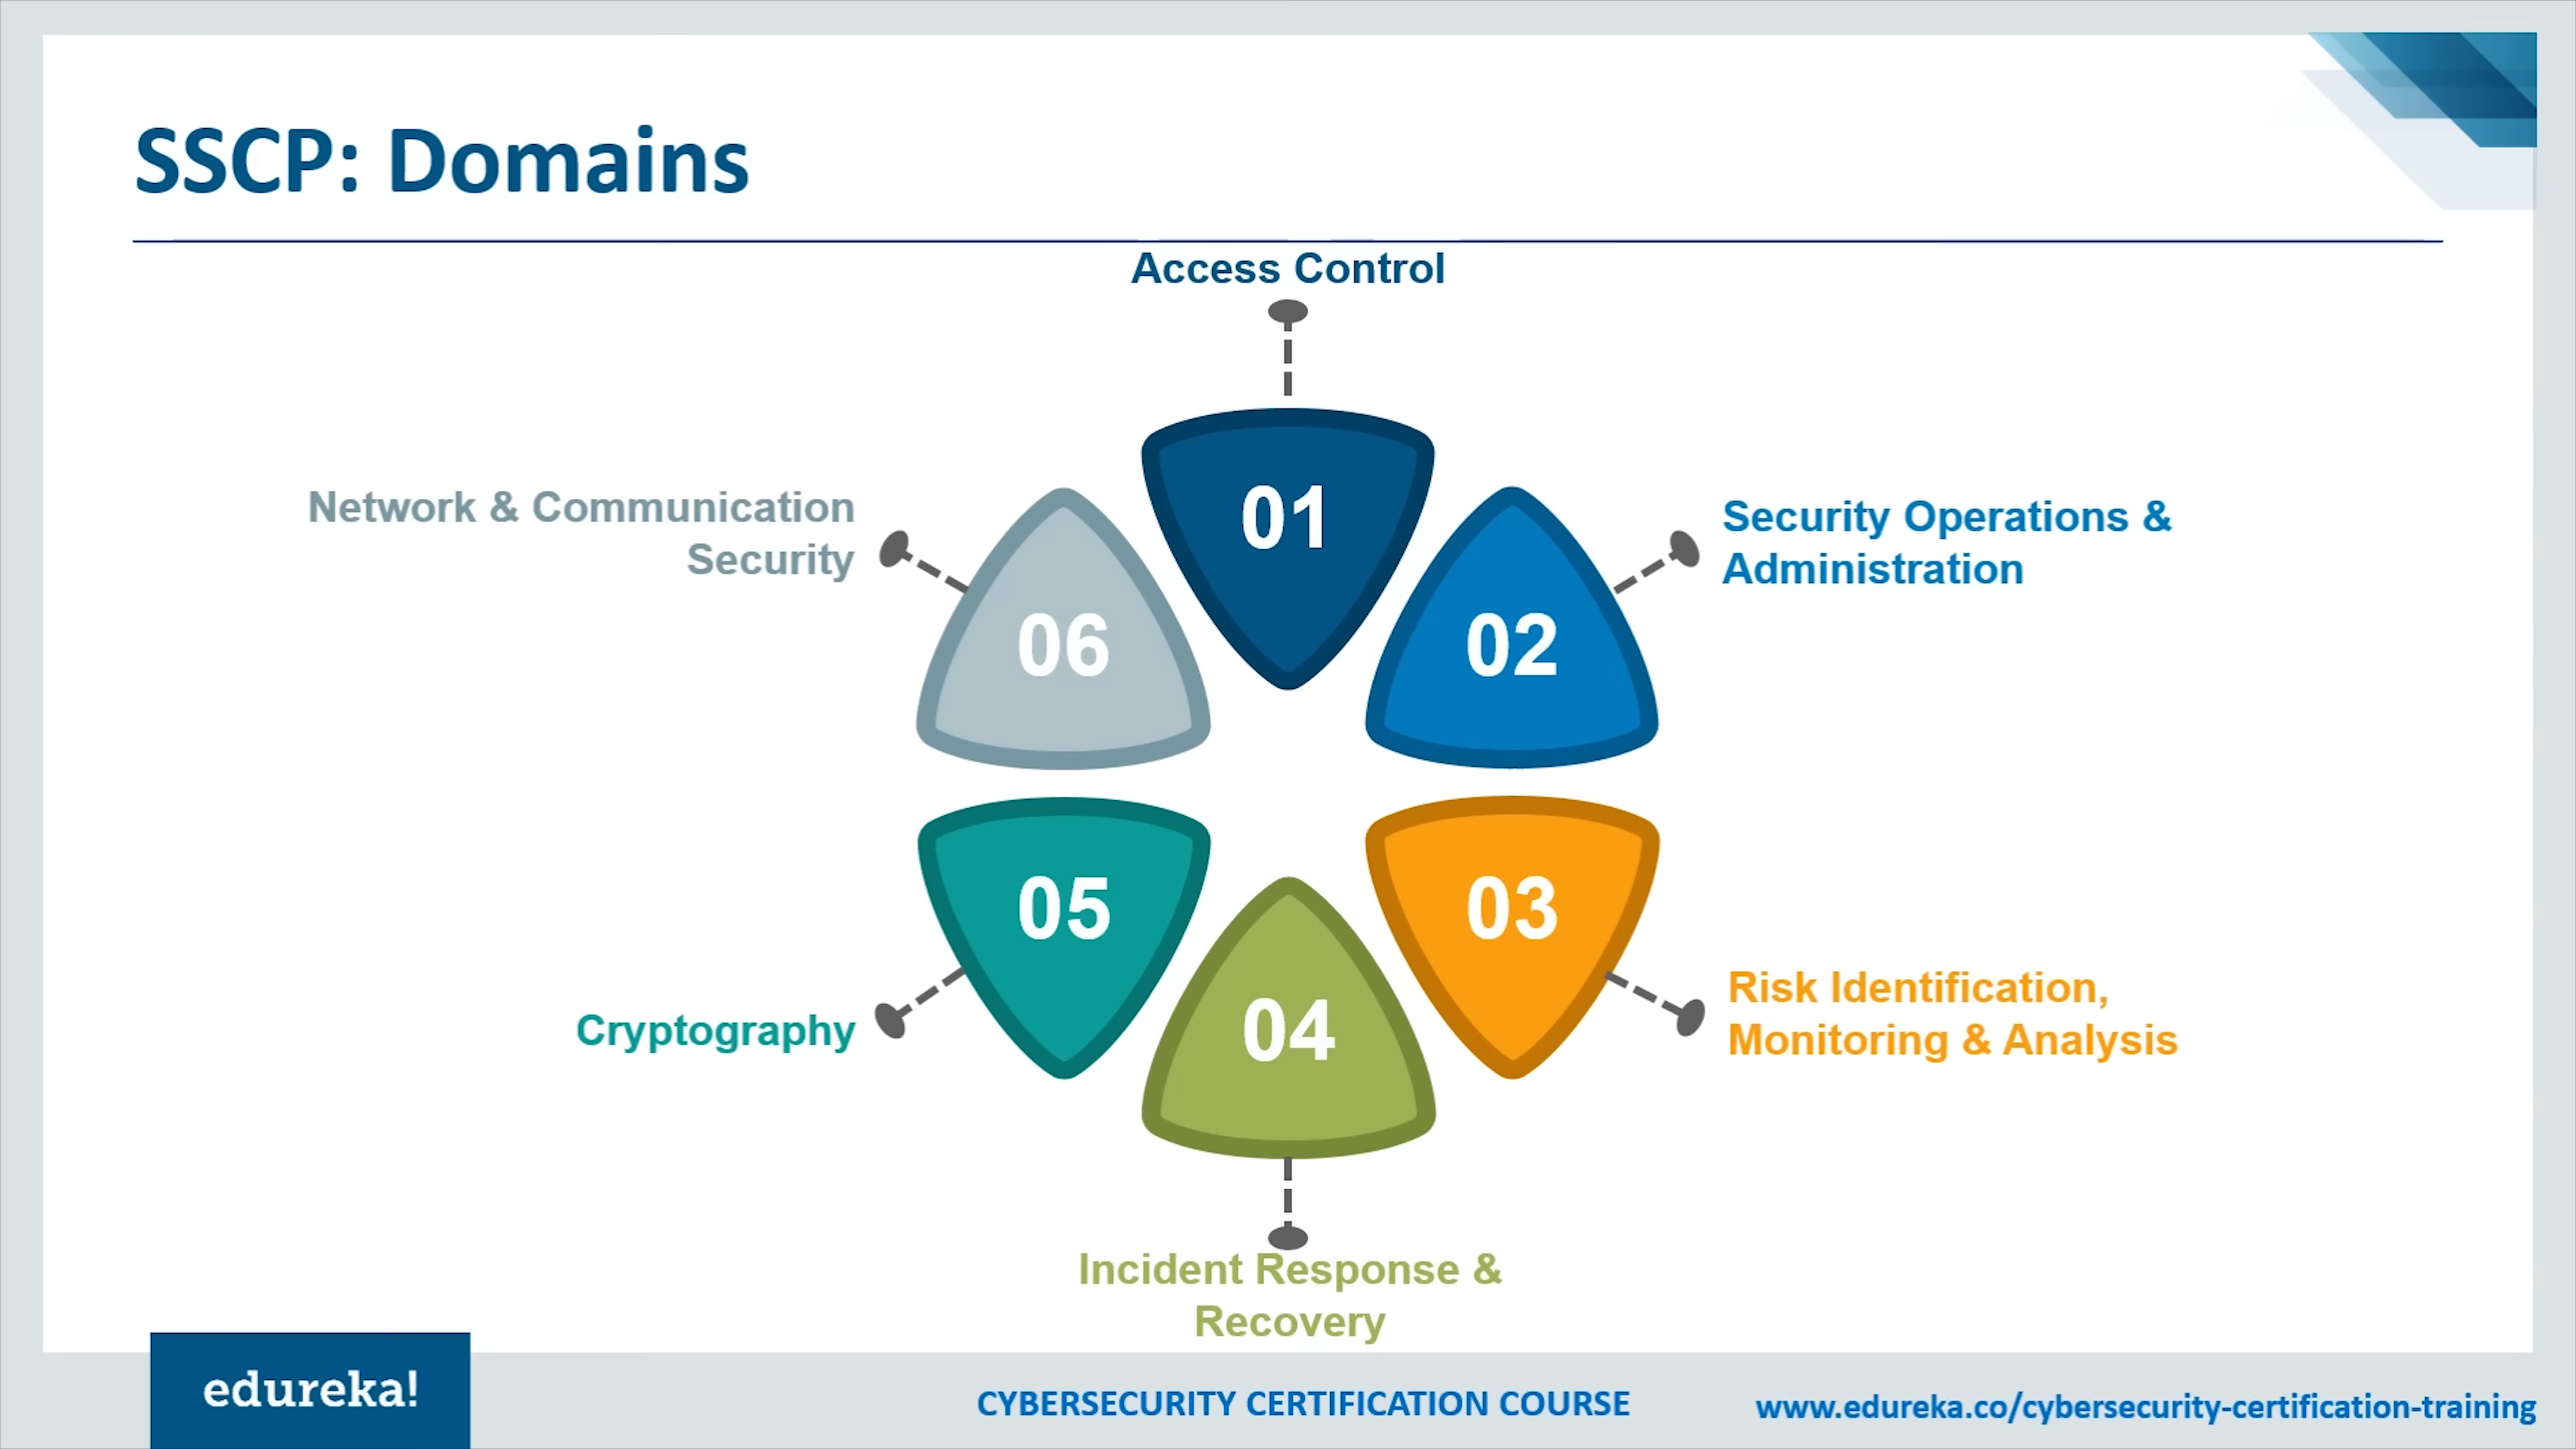 SSCP: Domains
Access Control
01
Security Operations &
Administration
02
Risk Identification,
Monitoring & Analysis
03
Incident Response &
Recovery
04
Cryptography
05
Network & Communication
Security
06
edureka!
CYBERSECURITY CERTIFICATION COURSE
www.edureka.co/cybersecurity-certification-training